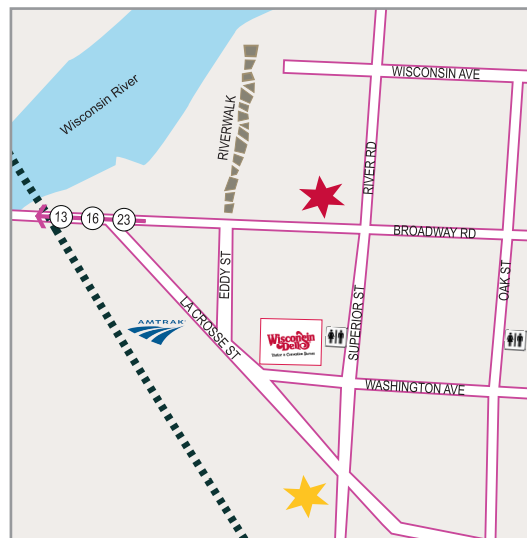 WISCONSIN AVE
Wisconsin River
RIVERWALK
RIVER RD
13
16
23
BROADWAY RD
EDDY ST
OAK ST
LA CROSSE ST
AMTRAK
SUPERIOR ST
Wisconsin
Dells
Visitor & Convention Bureau
WASHINGTON AVE